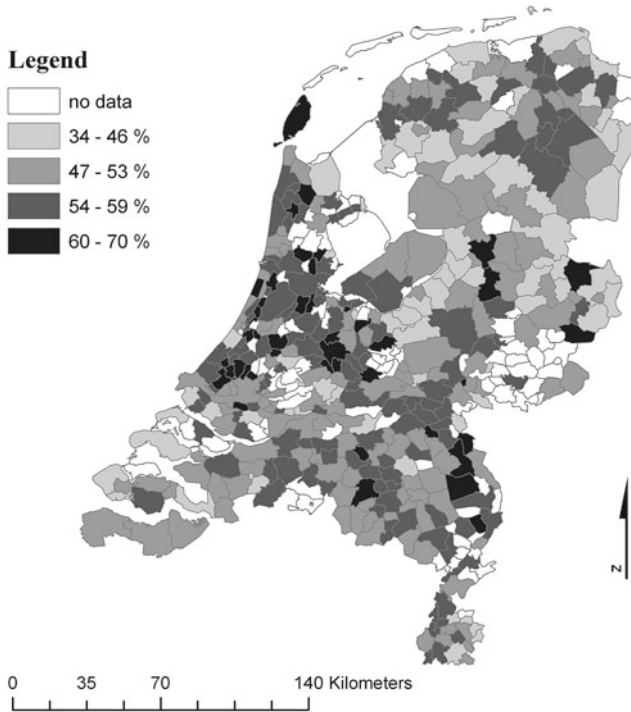 Legend
no data
34 - 46 %
47 - 53 %
54 - 59 %
60 - 70 %
N
0 35 70 140 Kilometers